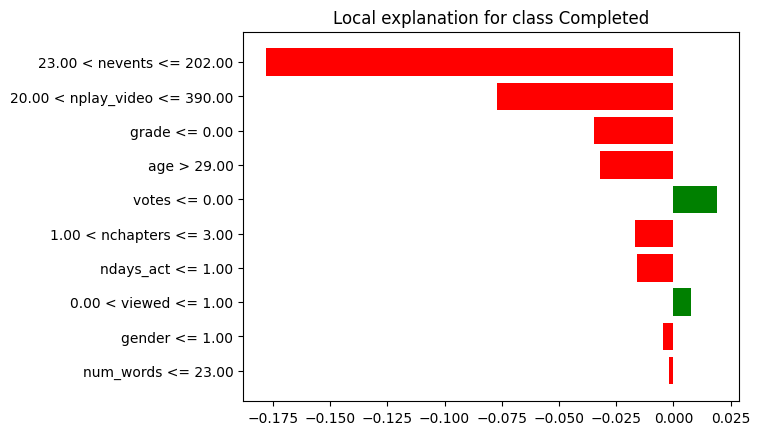 Local explanation for class Completed
23.00 < nevents <= 202.00
20.00 < nplay_video <= 390.00
grade <= 0.00
age > 29.00
votes <= 0.00
1.00 < nchapters <= 3.00
ndays_act <= 1.00
0.00 < viewed <= 1.00
gender <= 1.00
num_words <= 23.00
−0.175 −0.150 −0.125 −0.100 −0.075 −0.050 −0.025 0.000 0.025